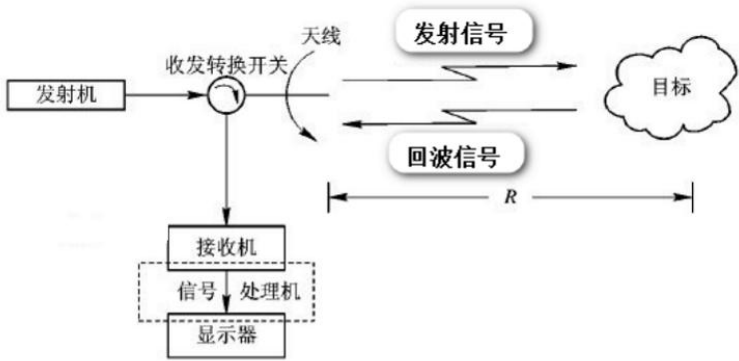 天线
发射信号
收发转换开关
发射机
目标
回波信号
R
接收机
信号 处理机
显示器